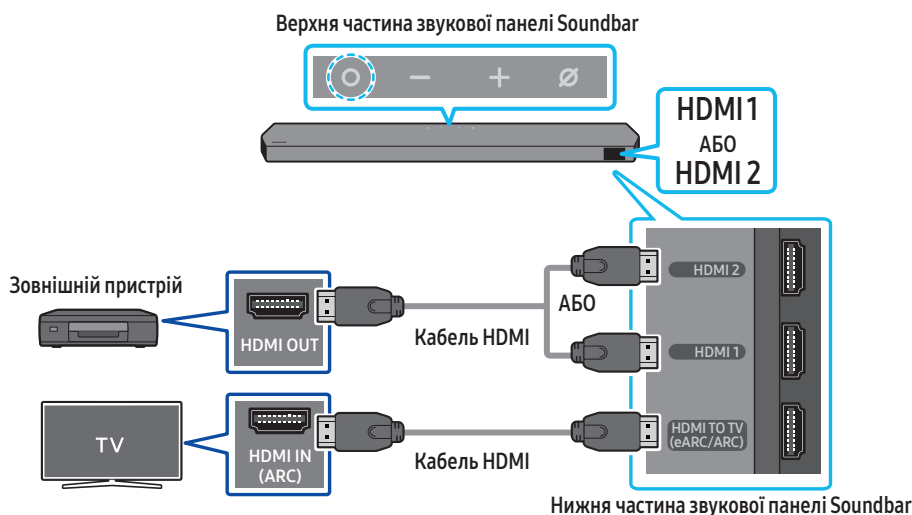 Верхня частина звукової панелі Soundbar
HDMI 1
АБО
HDMI 2
Зовнішній пристрій
HDMI OUT
Кабель HDMI
АБО
HDMI 2
HDMI 1
TV
HDMI IN
(ARC)
Кабель HDMI
HDMI TO TV
(eARC/ARC)
Нижня частина звукової панелі Soundbar